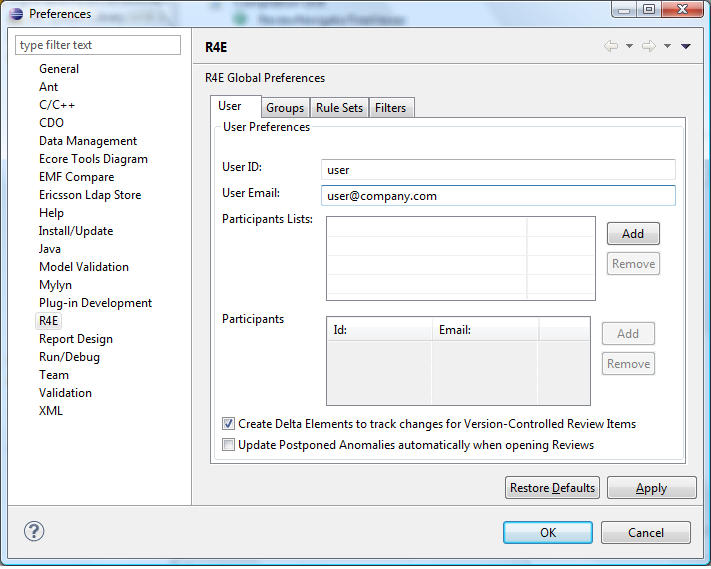 Preferences
type filter text
General
Ant
C/C++
CDO
Data Management
Ecore Tools Diagram
EMF Compare
Ericsson Ldap Store
Help
Install/Update
Java
Model Validation
Mylyn
Plug-in Development
R4E
Report Design
Run/Debug
Team
Validation
XML
R4E
R4E Global Preferences
User Groups Rule Sets Filters
User Preferences
User ID: user
User Email: user@company.com
Participants Lists:
Add
Remove
Participants
Id: Email:
Add
Remove
Create Delta Elements to track changes for Version-Controlled Review Items
Update Postponed Anomalies automatically when opening Reviews
Restore Defaults Apply
OK Cancel